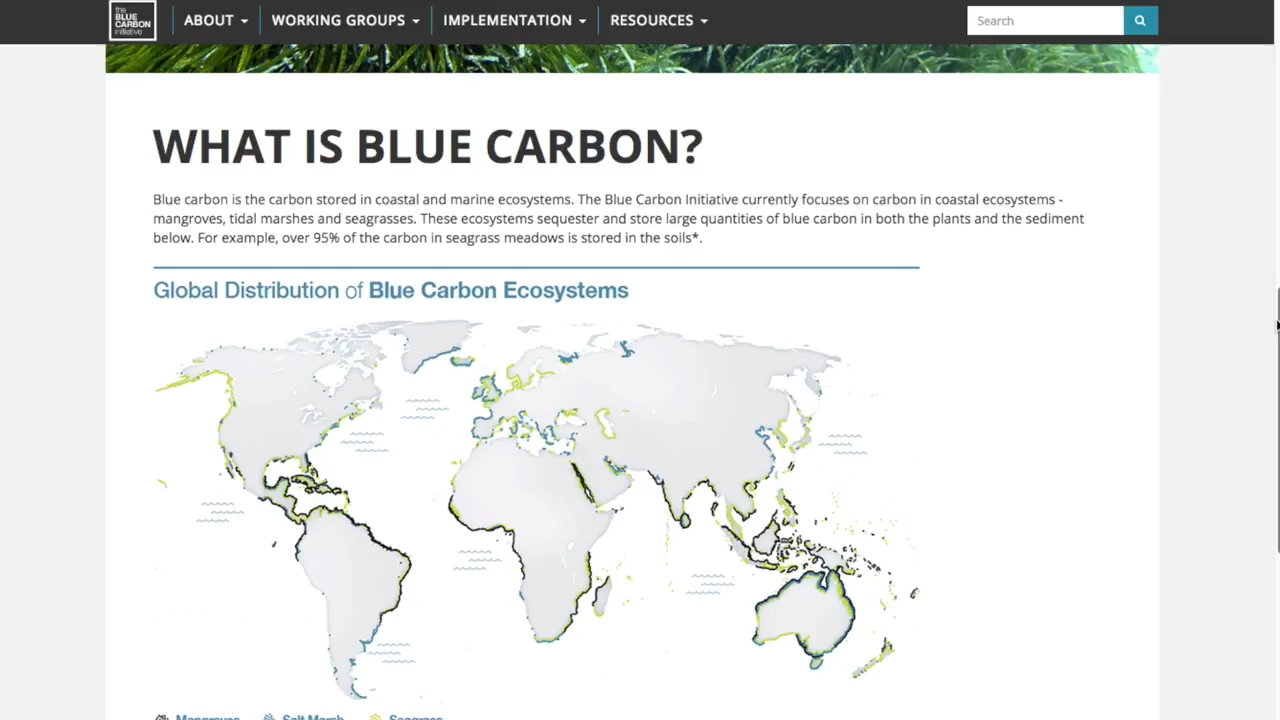 the
BLUE
CARBON
initiative
ABOUT
WORKING GROUPS
IMPLEMENTATION
RESOURCES
Search
WHAT IS BLUE CARBON?
Blue carbon is the carbon stored in coastal and marine ecosystems. The Blue Carbon Initiative currently focuses on carbon in coastal ecosystems -
mangroves, tidal marshes and seagrasses. These ecosystems sequester and store large quantities of blue carbon in both the plants and the sediment
below. For example, over 95% of the carbon in seagrass meadows is stored in the soils*.
Global Distribution of Blue Carbon Ecosystems
Mangroves Salt Marsh Seagrass